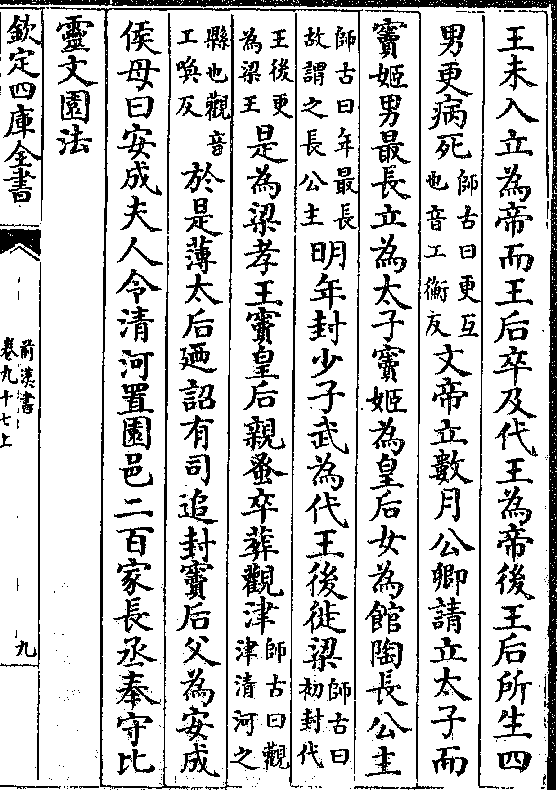 王未入立為帝而王后卒及代王為帝後王后所生四
男更病死師古曰更互也音工衡反文帝立數月公卿請立太子而
竇姬男最長立為太子竇姬為皇后女為館陶長公主
師古曰年最長故謂之長公主明年封少子武為代王後徙梁師古曰初封代
王後更為梁王是為梁孝王竇皇后親蚤卒葬觀津師古曰觀津清河之
縣也觀音工喚反於是薄太后迺詔有司追封竇后父為安成
侯母曰安成夫人令清河置園邑二百家長丞奉守比
靈文園法
欽定四庫全書
前漢書
卷九十七上
九